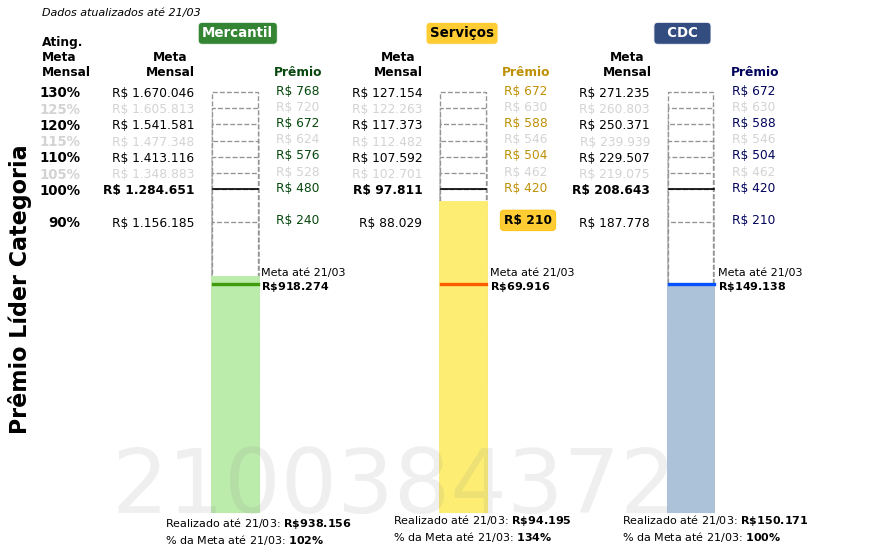 Dados atualizados até 21/03
Mercantil
Serviços
CDC
Ating.
Meta
Mensal
Meta
Mensal
Prêmio
Meta
Mensal
Prêmio
Meta
Mensal
Prêmio
130% R$ 1.670.046 R$ 768 R$ 127.154 R$ 672 R$ 271.235 R$ 672
125% R$ 1.605.813 R$ 720 R$ 122.263 R$ 630 R$ 260.803 R$ 630
120% R$ 1.541.581 R$ 672 R$ 117.373 R$ 588 R$ 250.371 R$ 588
115% R$ 1.477.348 R$ 624 R$ 112.482 R$ 546 R$ 239.939 R$ 546
110% R$ 1.413.116 R$ 576 R$ 107.592 R$ 504 R$ 229.507 R$ 504
105% R$ 1.348.883 R$ 528 R$ 102.701 R$ 462 R$ 219.075 R$ 462
100% R$ 1.284.651 R$ 480 R$ 97.811 R$ 420 R$ 208.643 R$ 420
90% R$ 1.156.185 R$ 240 R$ 88.029 R$ 210 R$ 187.778 R$ 210
Meta até 21/03
R$918.274
Meta até 21/03
R$69.916
Meta até 21/03
R$149.138
Prêmio Líder Categoria
2100384372
Realizado até 21/03: R$938.156
% da Meta até 21/03: 102%
Realizado até 21/03: R$94.195
% da Meta até 21/03: 134%
Realizado até 21/03: R$150.171
% da Meta até 21/03: 100%